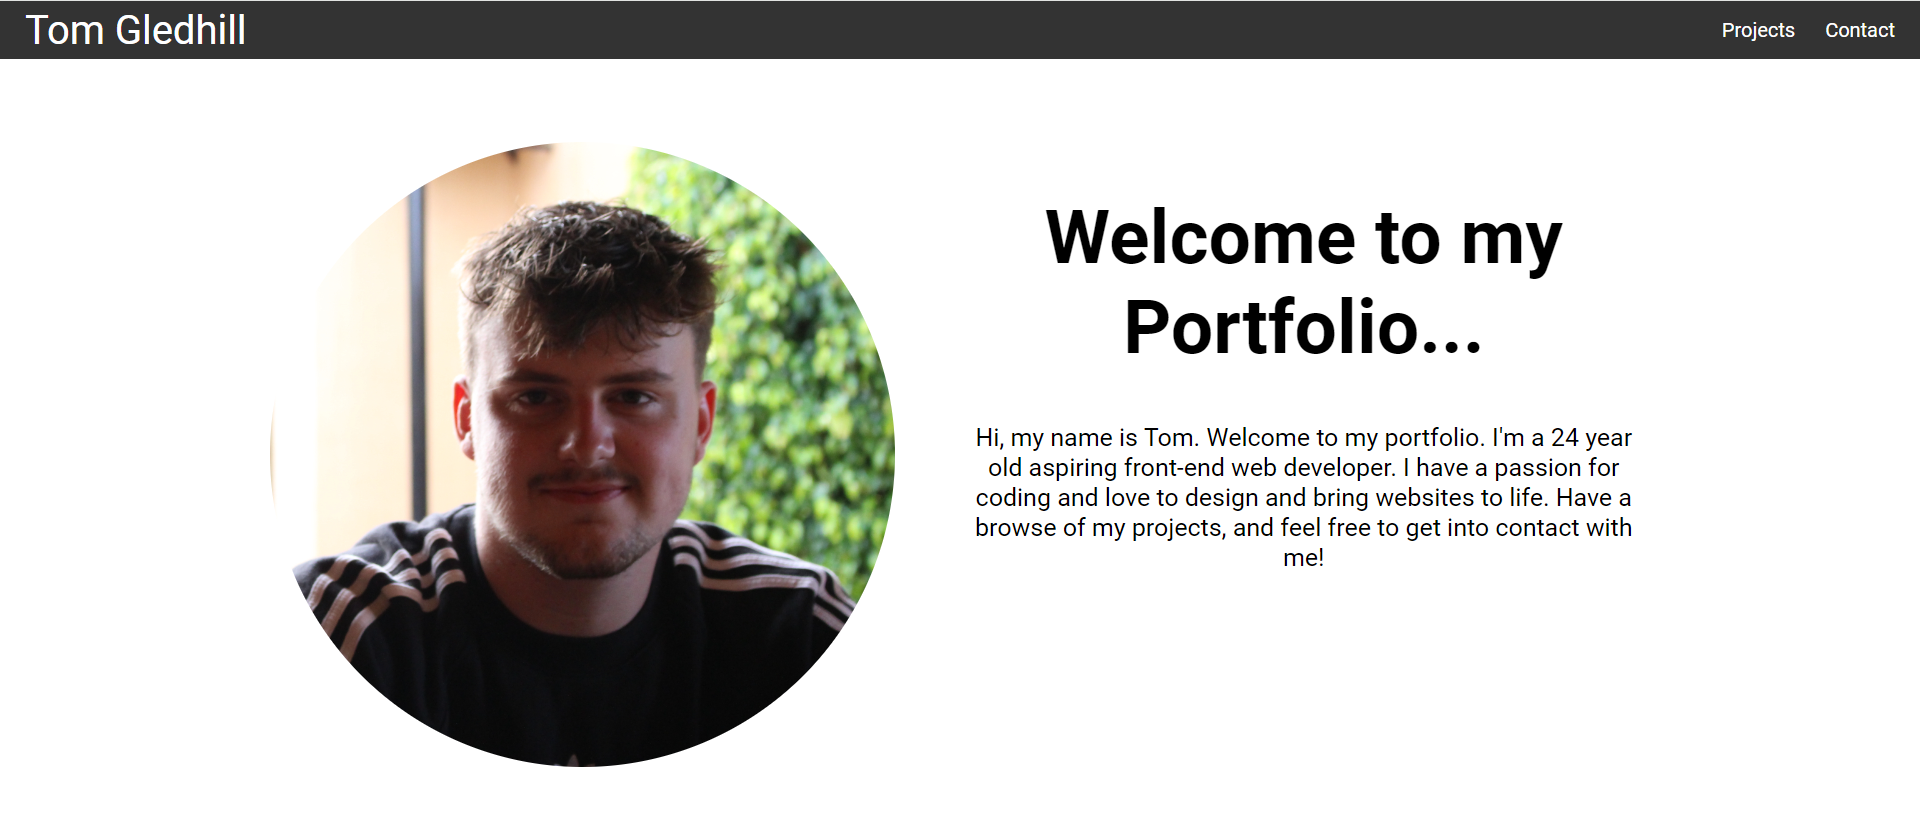 Tom Gledhill
Projects
Contact
Welcome to my
Portfolio...
Hi, my name is Tom. Welcome to my portfolio. I'm a 24 year
old aspiring front-end web developer. I have a passion for
coding and love to design and bring websites to life. Have a
browse of my projects, and feel free to get into contact with
me!